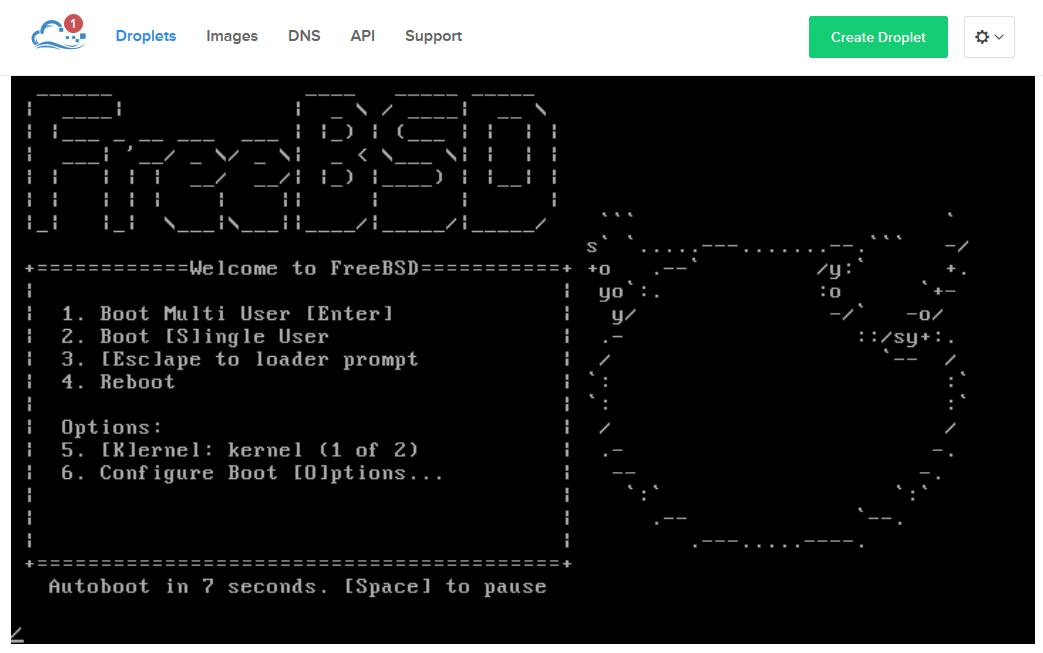 1
Droplets
Images
DNS
API
Support
Create Droplet
FreeBSD
Welcome to FreeBSD
1. Boot Multi User [Enter]
2. Boot [S]ingle User
3. [Esc]ape to loader prompt
4. Reboot
Options:
5. [K]ernel: kernel (1 of 2)
6. Configure Boot [O]ptions...
Autoboot in 7 seconds. [Space] to pause